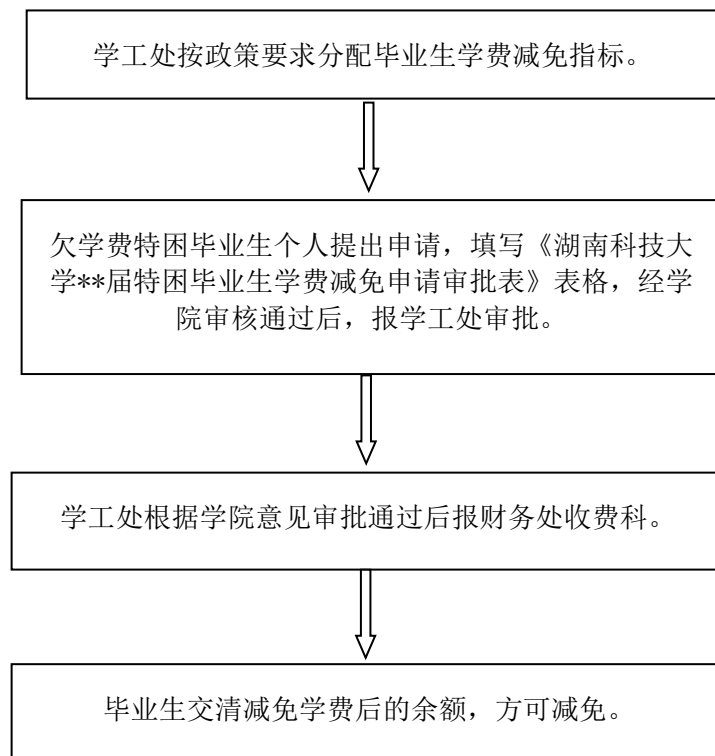 学工处按政策要求分配毕业生学费减免指标。
欠学费特困毕业生个人提出申请，填写《湖南科技大
学**届特困毕业生学费减免申请审批表》表格，经学
院审核通过后，报学工处审批。
学工处根据学院意见审批通过后报财务处收费科。
毕业生交清减免学费后的余额，方可减免。